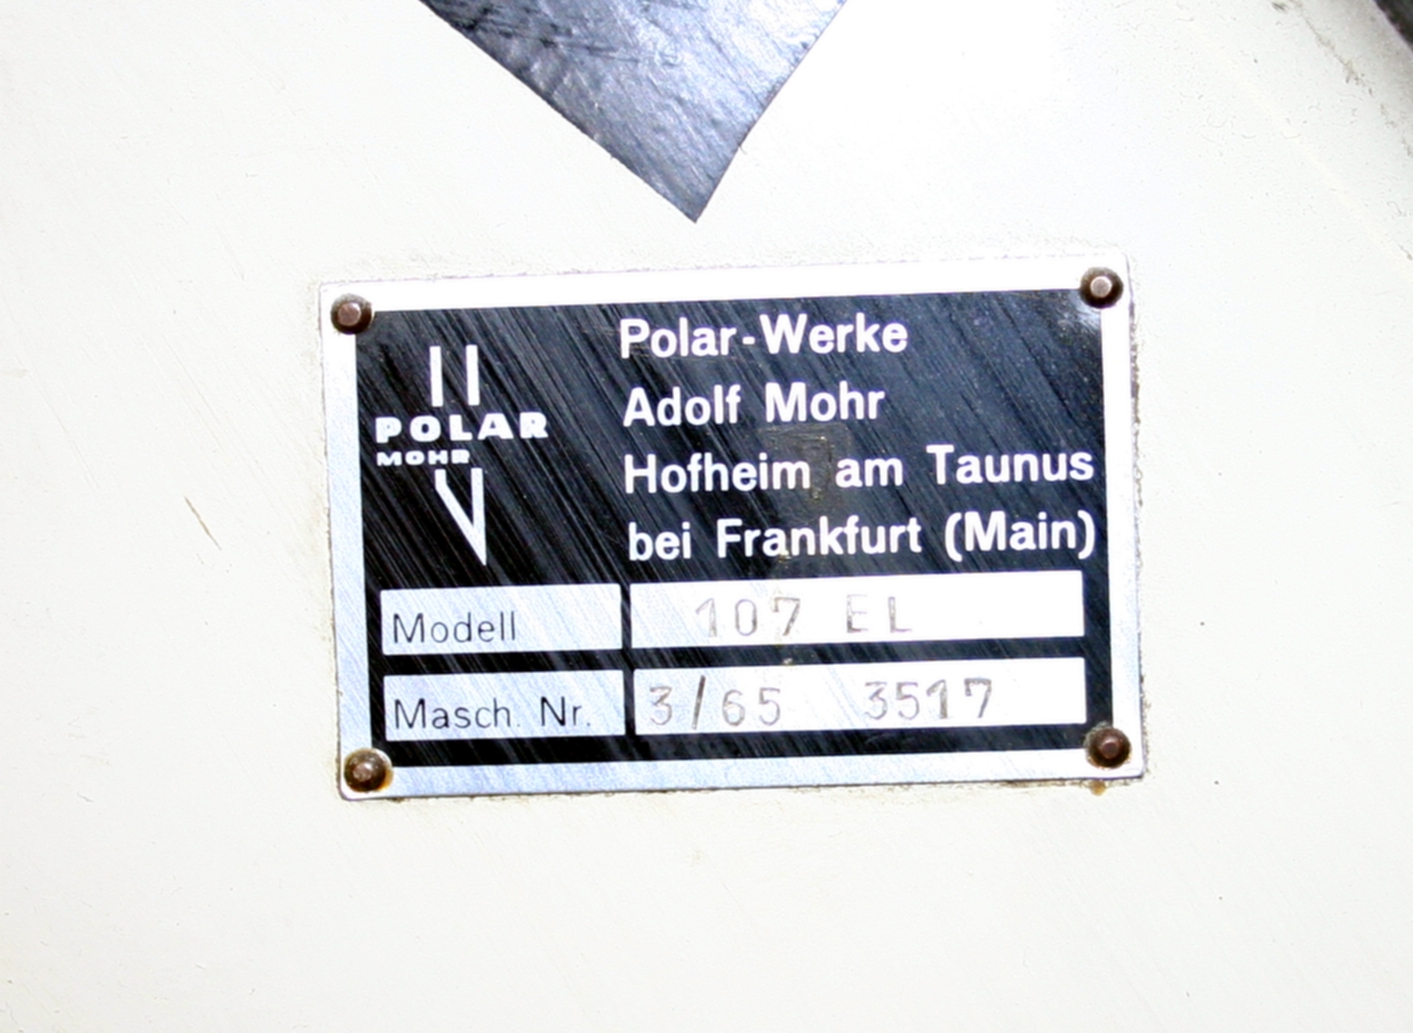 POLAR
MOHR
Polar-Werke
Adolf Mohr
Hofheim am Taunus
bei Frankfurt (Main)
Modell 107 EL
Masch. Nr. 3/65 3517